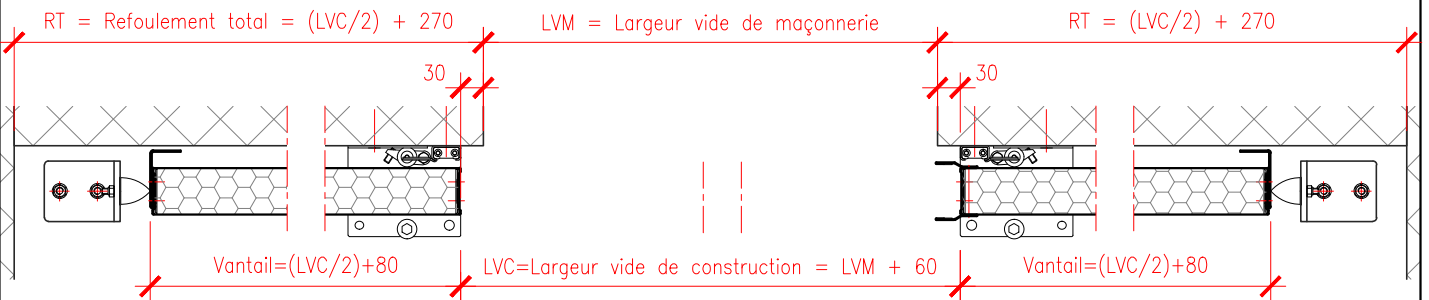 RT = Refoulement total = (LVC/2) + 270
LVM = Largeur vide de maçonnerie
RT = (LVC/2) + 270
30
30
Vantail=(LVC/2)+80
LVC=Largeur vide de construction = LVM + 60
Vantail=(LVC/2)+80